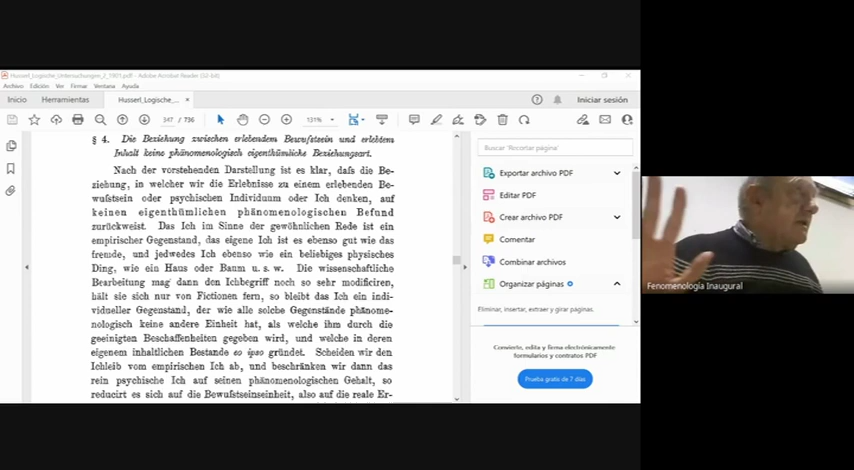 Husserl_Logische_Untersuchungen_2_1901.pdf - Adobe Acrobat Reader (50-bit)
Archivo Edición Ver Firmar Ventana Ayuda
Inicio Herramientas Husserl_Logische_... × Iniciar sesión
347 / 736 131%
§ 4. Die Beziehung zwischen erlebendem Bewufstsein und erlebtem
Inhalt keine phänomenologisch eigenthümliche Beziehungsart.
Nach der vorstehenden Darstellung ist es klar, dafs die Be-
ziehung, in welcher wir die Erlebnisse zu einem erlebenden Be-
wufstsein oder psychischen Individuum oder Ich denken, auf
keinen eigenthümlichen phänomenologischen Befund
zurückweist. Das Ich im Sinne der gewöhnlichen Rede ist ein
empirischer Gegenstand, das eigene Ich ist es ebenso gut wie das
fremde, und jedwedes Ich ebenso wie ein beliebiges physisches
Ding, wie ein Haus oder Baum u. s. w. Die wissenschaftliche
Bearbeitung mag dann den Ichbegriff noch so sehr modificiren,
hält sie sich nur von Fictionen fern, so bleibt das Ich ein indi-
vidueller Gegenstand, der wie alle solche Gegenstände phänome-
nologisch keine andere Einheit hat, als welche ihm durch die
geeinigten Beschaffenheiten gegeben wird, und welche in deren
eigenem inhaltlichen Bestande eo ipso gründet. Scheiden wir den
Ichleib vom empirischen Ich ab, und beschränken wir dann das
rein psychische Ich auf seinen phänomenologischen Gehalt, so
reducirt es sich auf die Bewufstseinseinheit, also auf die reale Er-
Buscar 'Recortar página'
Exportar archivo PDF
Editar PDF
Crear archivo PDF
Comentar
Combinar archivos
Organizar páginas
Eliminar, insertar, extraer y girar páginas.
Convierte, edita y firma electrónicamente
formularios y contratos PDF
Prueba gratis de 7 días
Fenomenología Inaugural